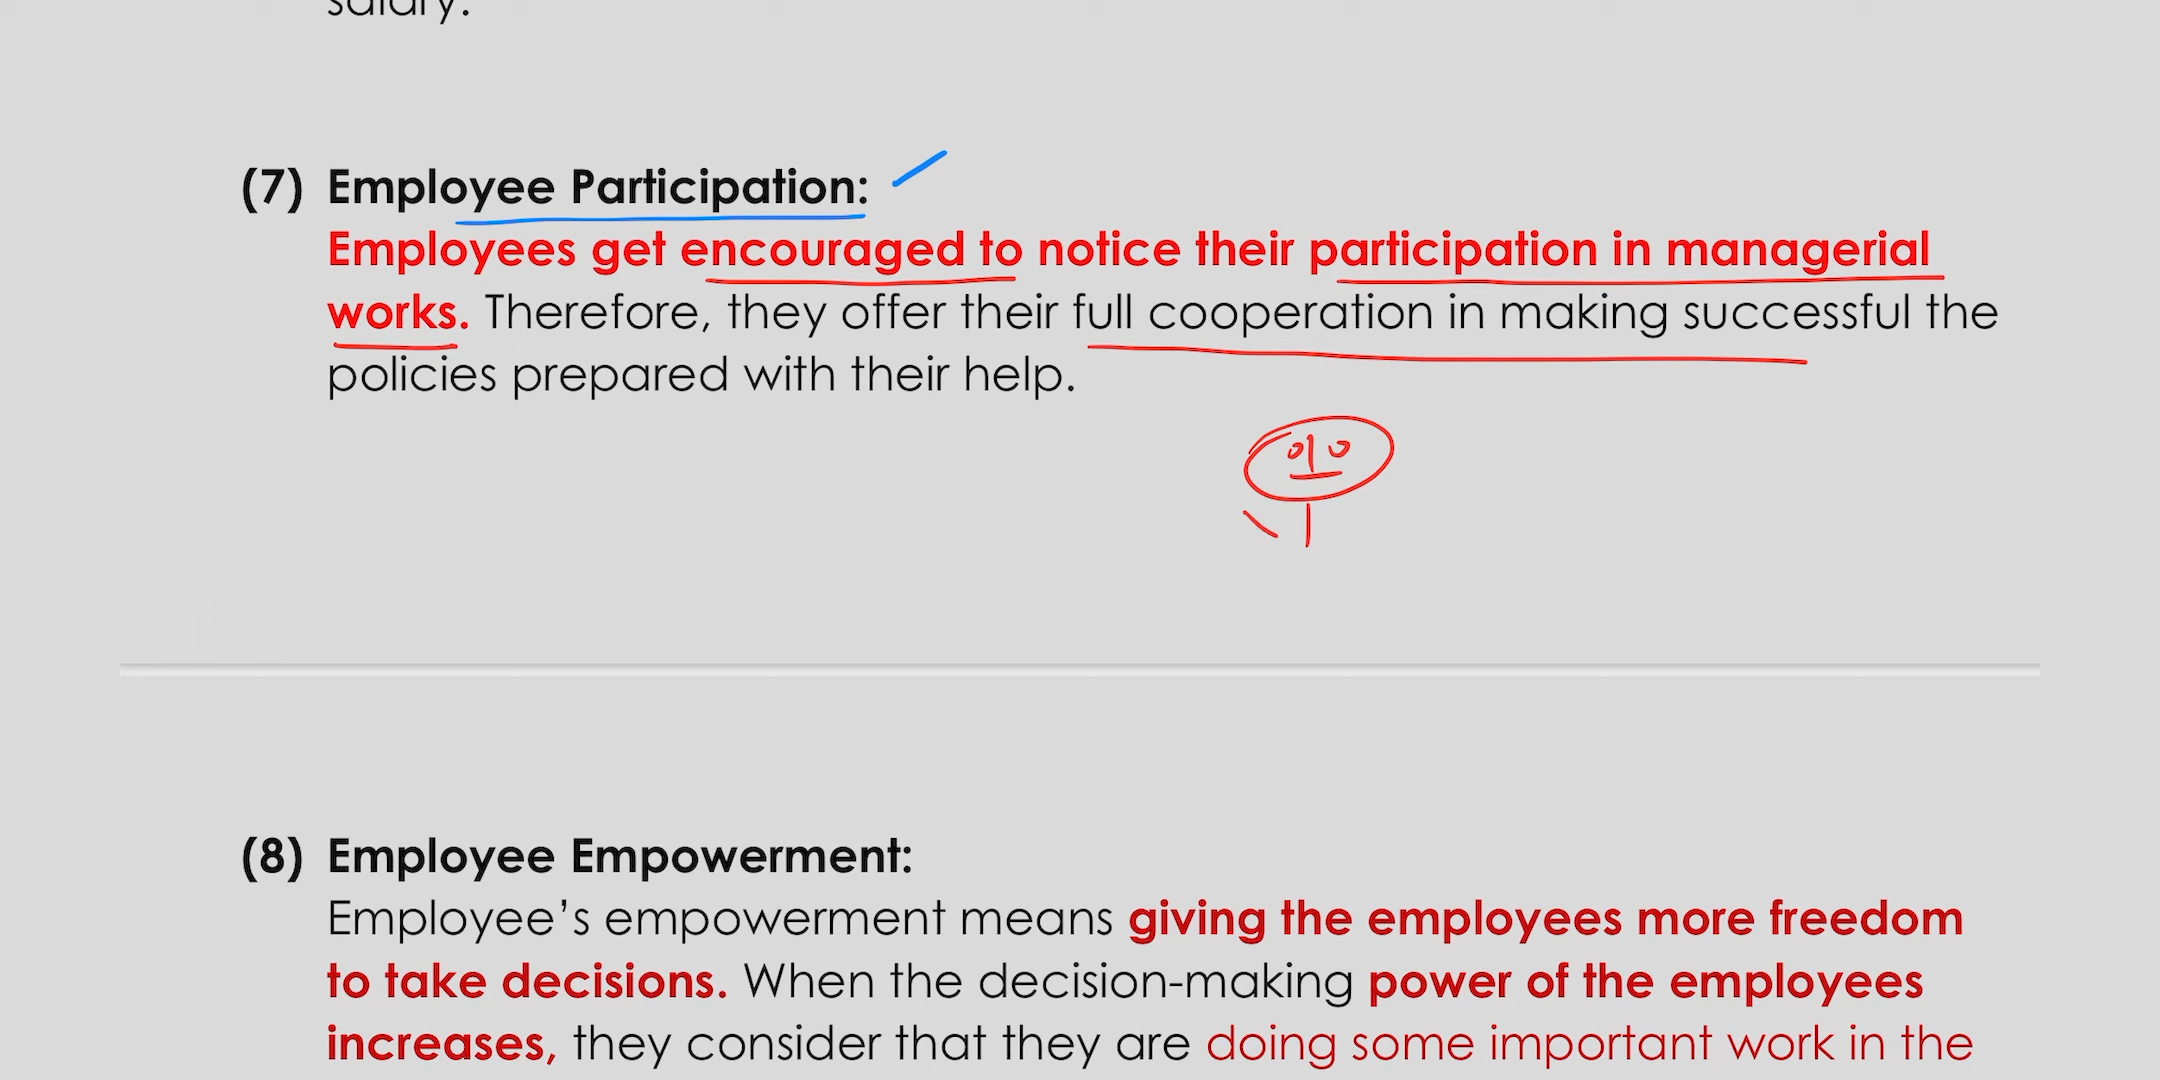 salary.
(7) Employee Participation:
Employees get encouraged to notice their participation in managerial
works. Therefore, they offer their full cooperation in making successful the
policies prepared with their help.
(8) Employee Empowerment:
Employee’s empowerment means giving the employees more freedom
to take decisions. When the decision-making power of the employees
increases, they consider that they are doing some important work in the